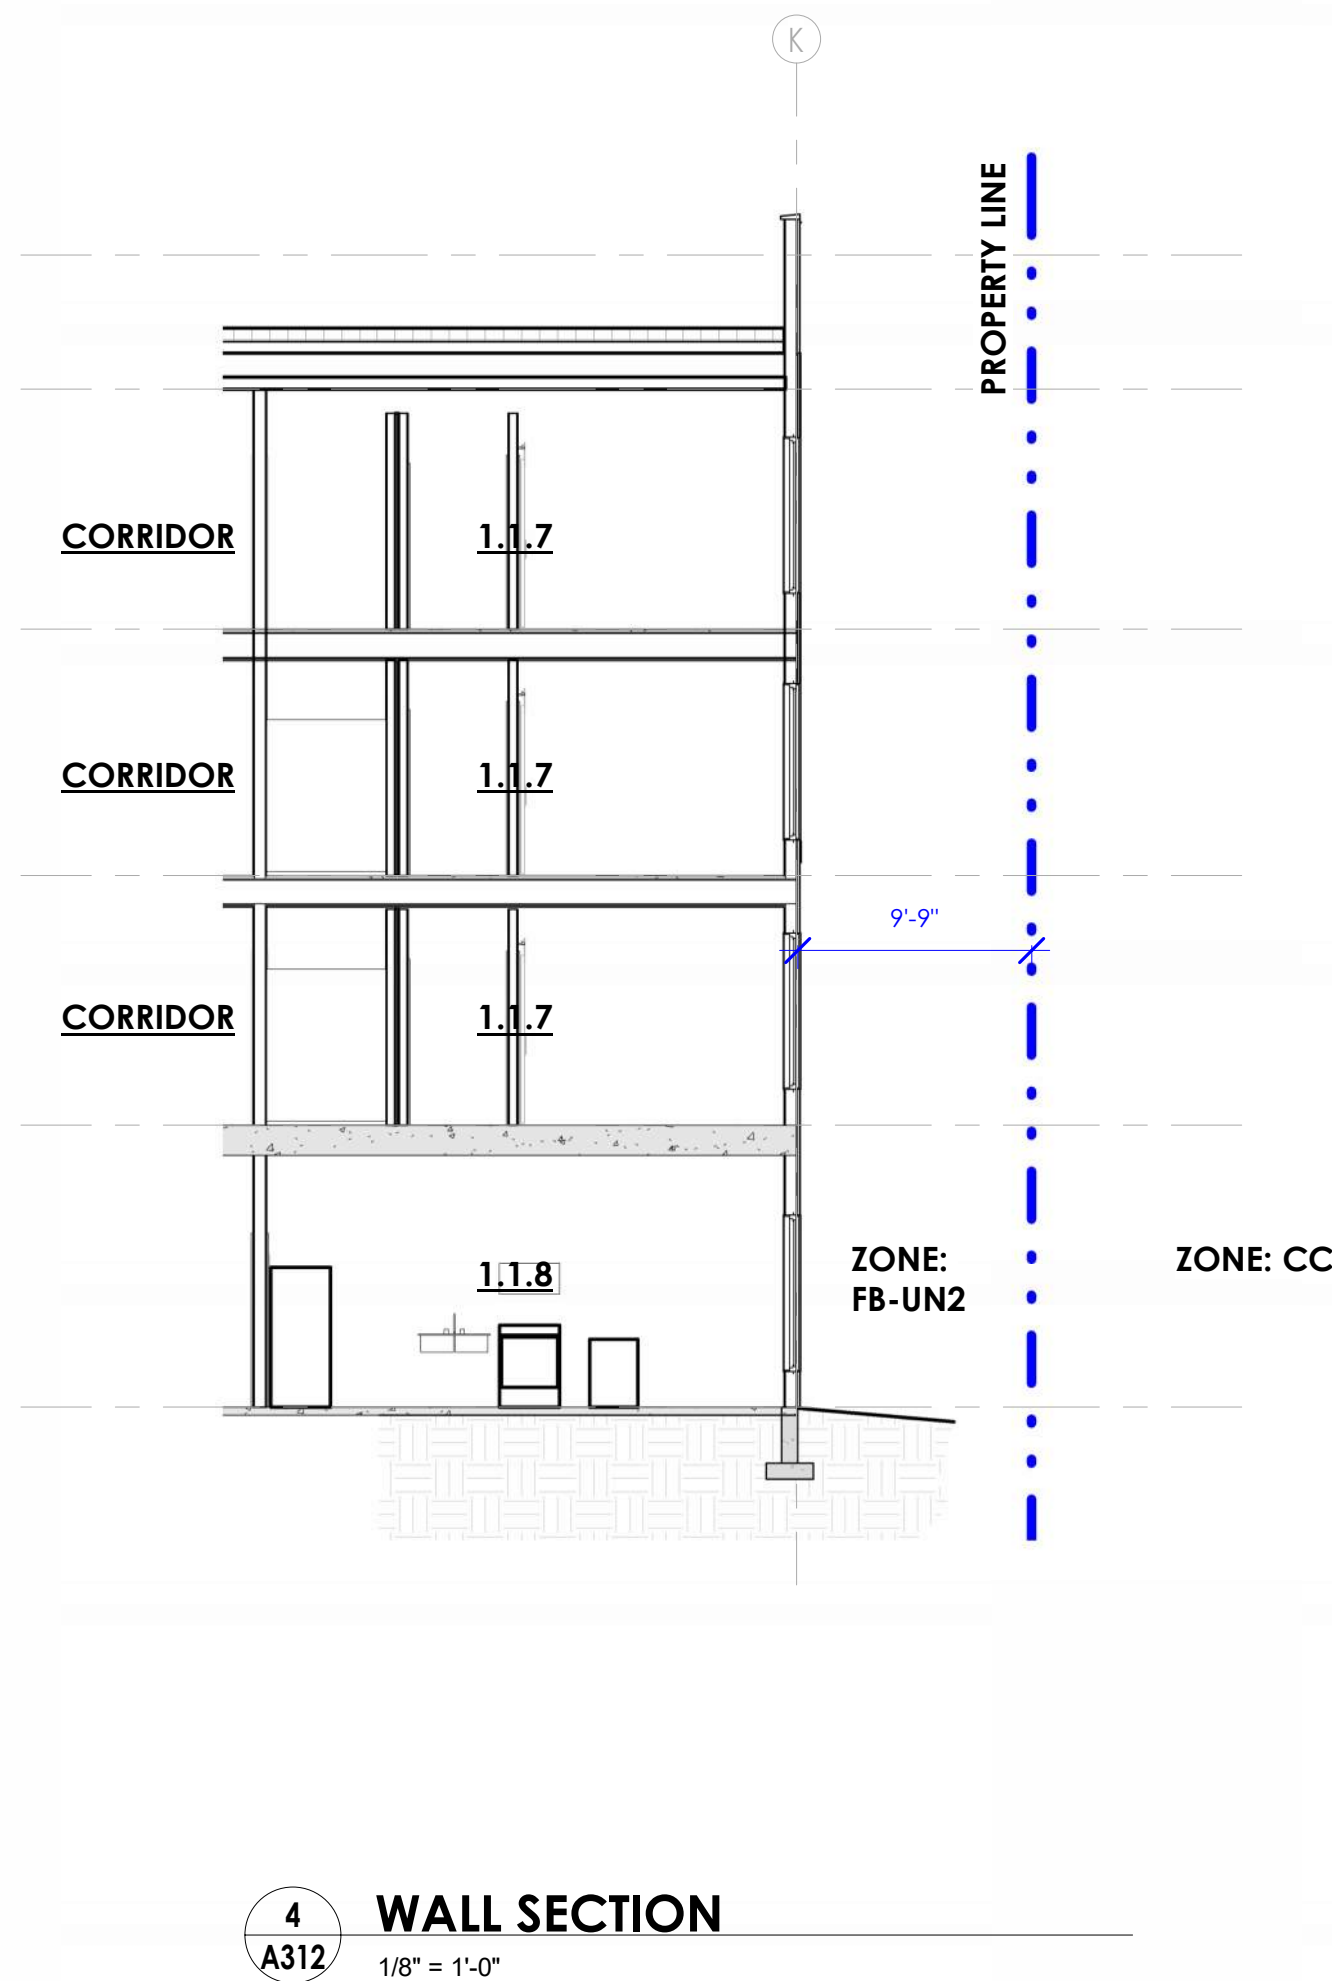 K
PROPERTY LINE
CORRIDOR
1.1.7
CORRIDOR
1.1.7
9'-9"
CORRIDOR
1.1.7
1.1.8
ZONE:
FB-UN2
ZONE: CC
4
A312
WALL SECTION
1/8" = 1'-0"